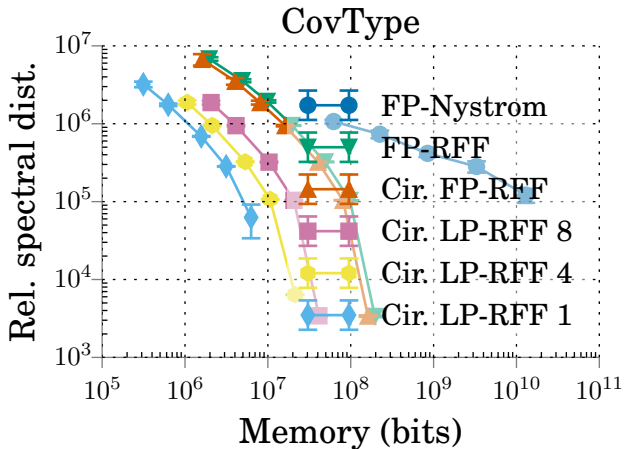 CovType
Rel. spectral dist.
10^7
10^6
10^5
10^4
10^3
FP-Nystrom
FP-RFF
Cir. FP-RFF
Cir. LP-RFF 8
Cir. LP-RFF 4
Cir. LP-RFF 1
10^5 10^6 10^7 10^8 10^9 10^10 10^11
Memory (bits)